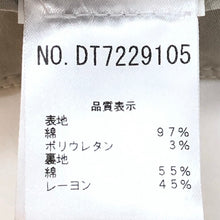 NO. DT7229105
品質表示
表地
綿 97%
ポリウレタン 3%
裏地
綿 55%
レーヨン 45%